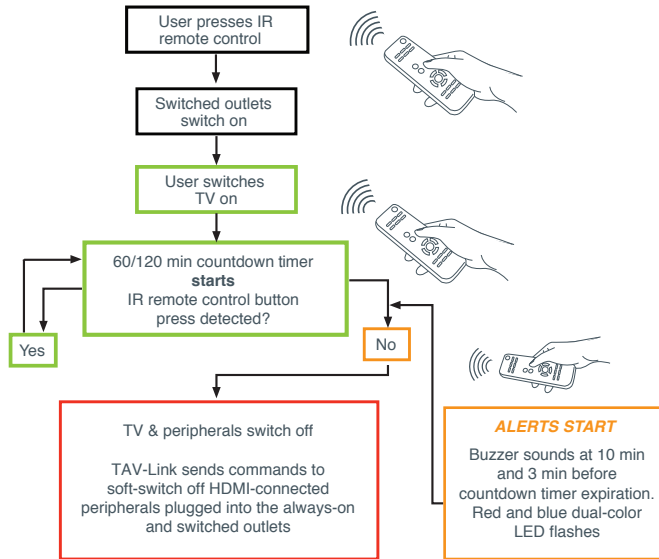 User presses IR
remote control
Switched outlets
switch on
User switches
TV on
60/120 min countdown timer
starts
IR remote control button
press detected?
Yes
No
TV & peripherals switch off
TAV-Link sends commands to
soft-switch off HDMI-connected
peripherals plugged into the always-on
and switched outlets
ALERTS START
Buzzer sounds at 10 min
and 3 min before
countdown timer expiration.
Red and blue dual-color
LED flashes